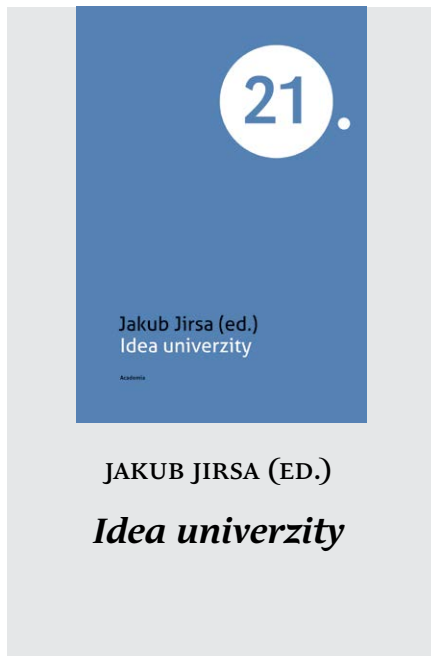 21.
Jakub Jirsa (ed.)
Idea univerzity
Academia
JAKUB JIRSA (ED.)
Idea univerzity